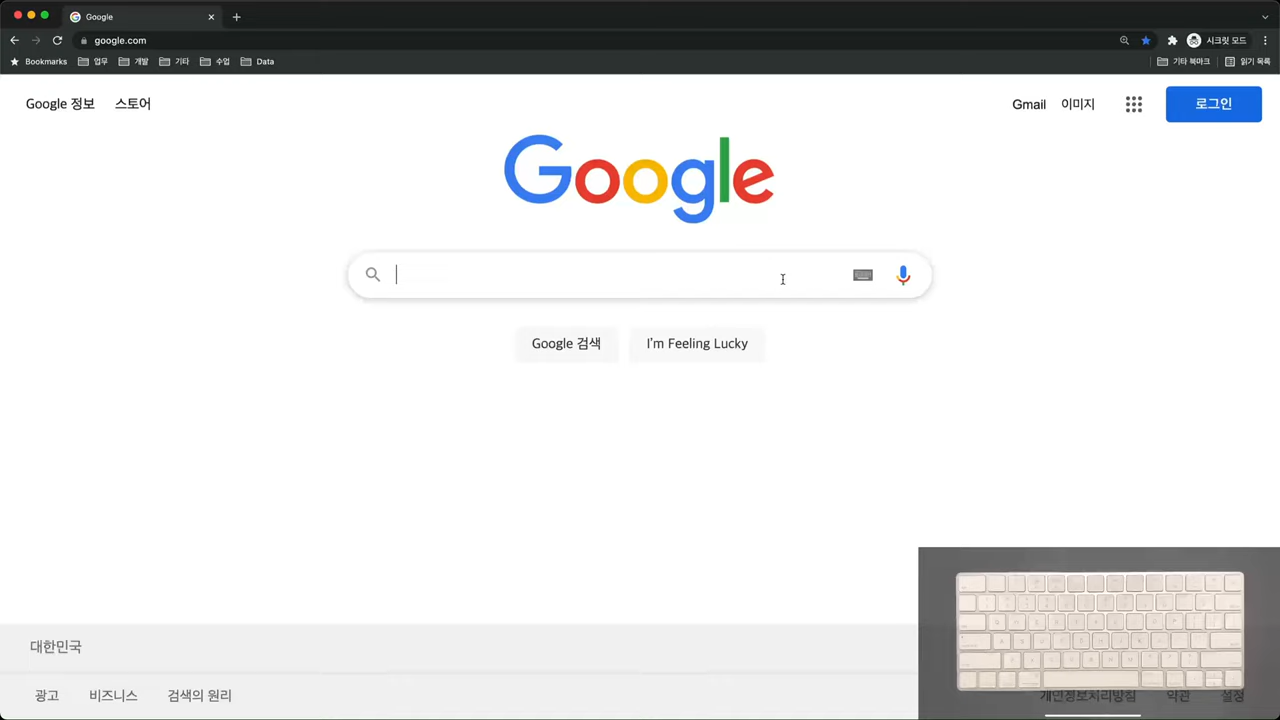 Google
google.com
시크릿 모드
Bookmarks 업무 개발 기타 수업 Data 기타 북마크 읽기 목록
Google 정보 스토어 Gmail 이미지 로그인
Google
Google 검색 I'm Feeling Lucky
대한민국
광고 비즈니스 검색의 원리 개인정보처리방침 약관 설정